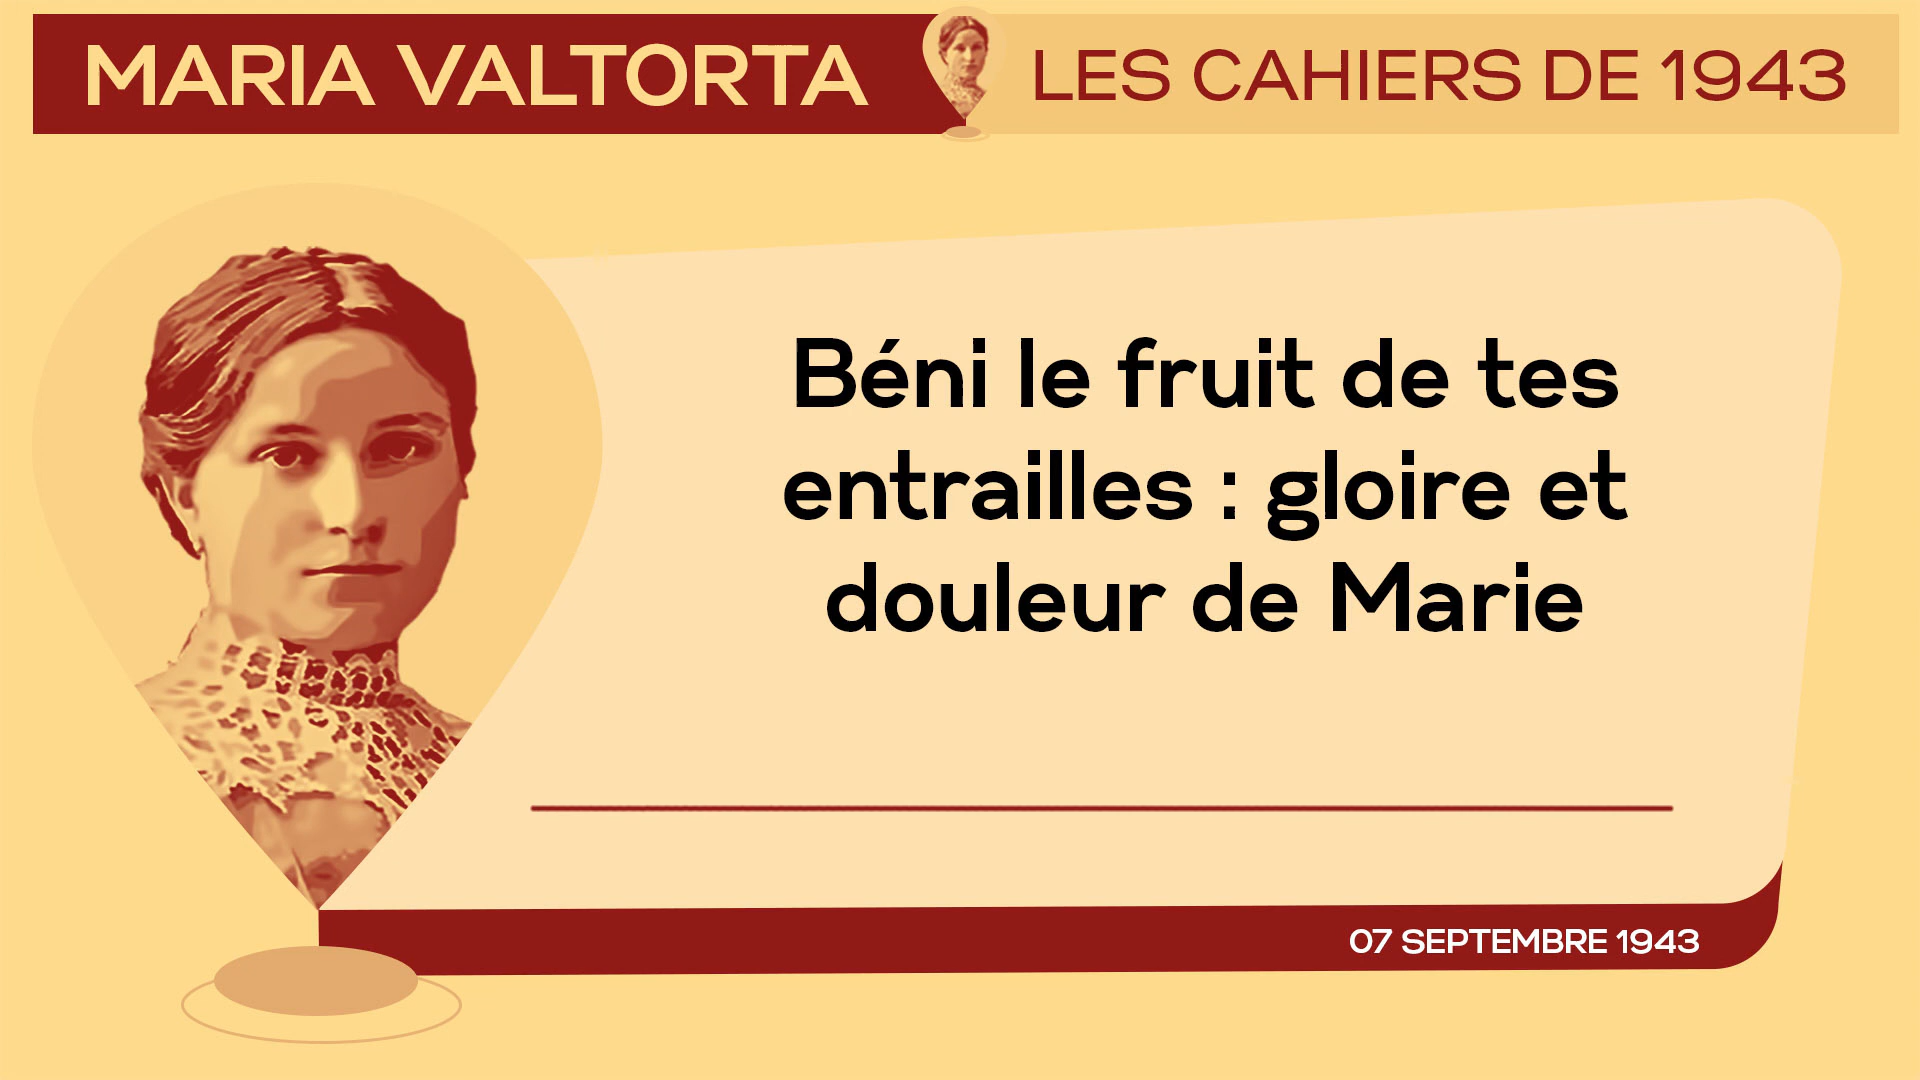 MARIA VALTORTA
LES CAHIERS DE 1943
Béni le fruit de tes
entrailles : gloire et
douleur de Marie
07 SEPTEMBRE 1943